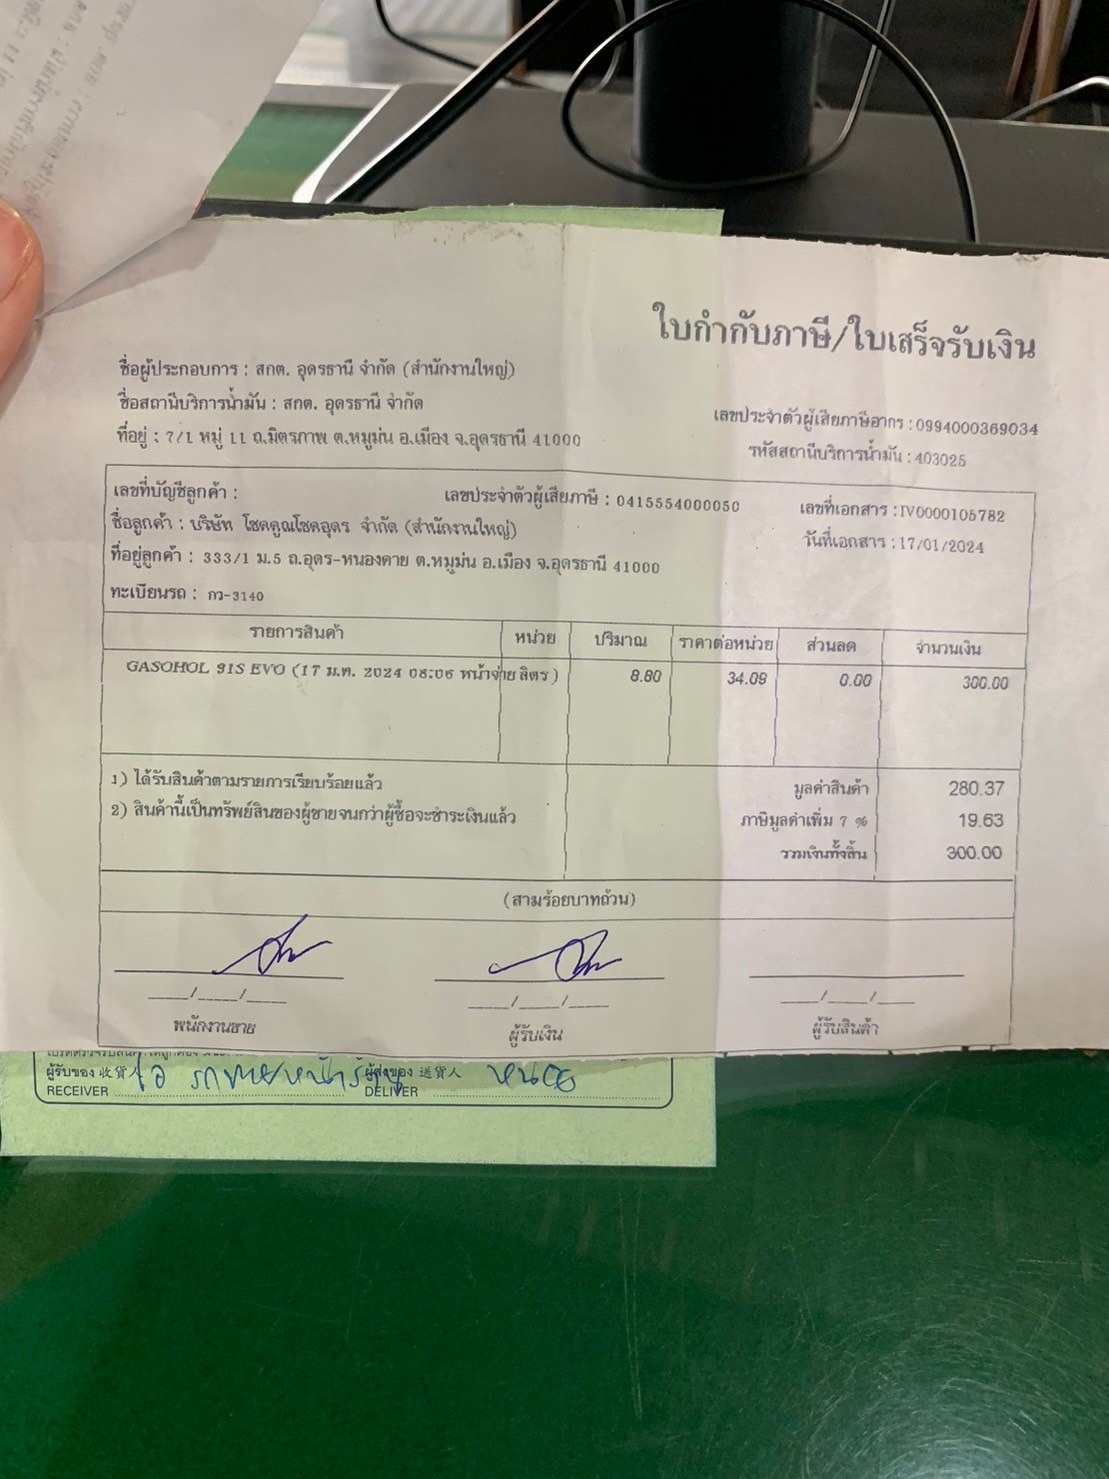 ใบกำกับภาษี/ใบเสร็จรับเงิน
ชื่อผู้ประกอบการ : สกต. อุดรธานี จำกัด (สำนักงานใหญ่)
ชื่อสถานีบริการน้ำมัน : สกต. อุดรธานี จำกัด
ที่อยู่ : 7/1 หมู่ 11 ถ.มิตรภาพ ต.หมูม่น อ.เมือง จ.อุดรธานี 41000
เลขประจำตัวผู้เสียภาษีอากร : 0994000369034
รหัสสถานีบริการน้ำมัน : 403025
เลขที่บัญชีลูกค้า : เลขประจำตัวผู้เสียภาษี : 0415554000050 เลขที่เอกสาร : IV0000105782
ชื่อลูกค้า : บริษัท โชคคูณโชคอุดร จำกัด (สำนักงานใหญ่) วันที่เอกสาร : 17/01/2024
ที่อยู่ลูกค้า : 333/1 ม.5 ถ.อุดร-หนองคาย ต.หมูม่น อ.เมือง จ.อุดรธานี 41000
ทะเบียนรถ : กว-3140
รายการสินค้า หน่วย ปริมาณ ราคาต่อหน่วย ส่วนลด จำนวนเงิน
GASOHOL 91S EVO (17 ม.ค. 2024 08:06 หน้าจ่าย ลิตร ) 8.80 34.09 0.00 300.00
1) ได้รับสินค้าตามรายการเรียบร้อยแล้ว มูลค่าสินค้า 280.37
2) สินค้านี้เป็นทรัพย์สินของผู้ขายจนกว่าผู้ซื้อจะชำระเงินแล้ว ภาษีมูลค่าเพิ่ม 7 % 19.63
รวมเงินทั้งสิ้น 300.00
(สามร้อยบาทถ้วน)
___/___/___ ___/___/___ ___/___/___
พนักงานขาย ผู้รับเงิน ผู้รับสินค้า
ผู้รับของ 收貨人 ผู้ส่งของ 送貨人
RECEIVER DELIVER